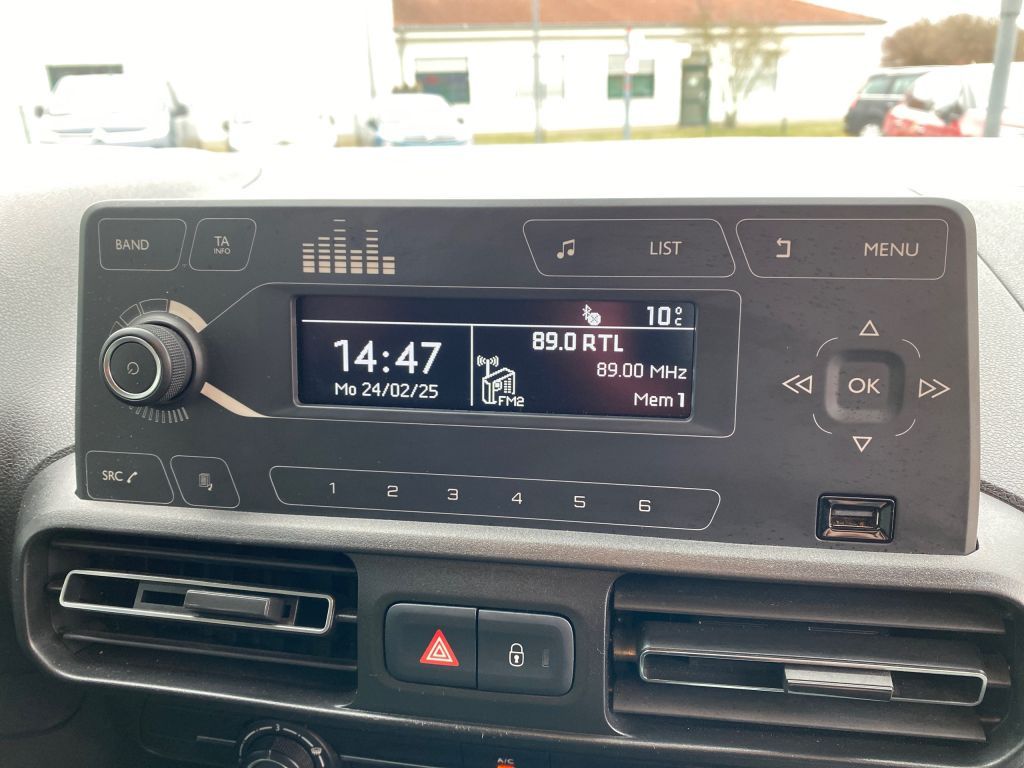 BAND
TA
INFO
LIST
MENU
10°C
14:47
Mo 24/02/25
89.0 RTL
89.00 MHz
FM2
Mem 1
OK
SRC
1 2 3 4 5 6
A/C